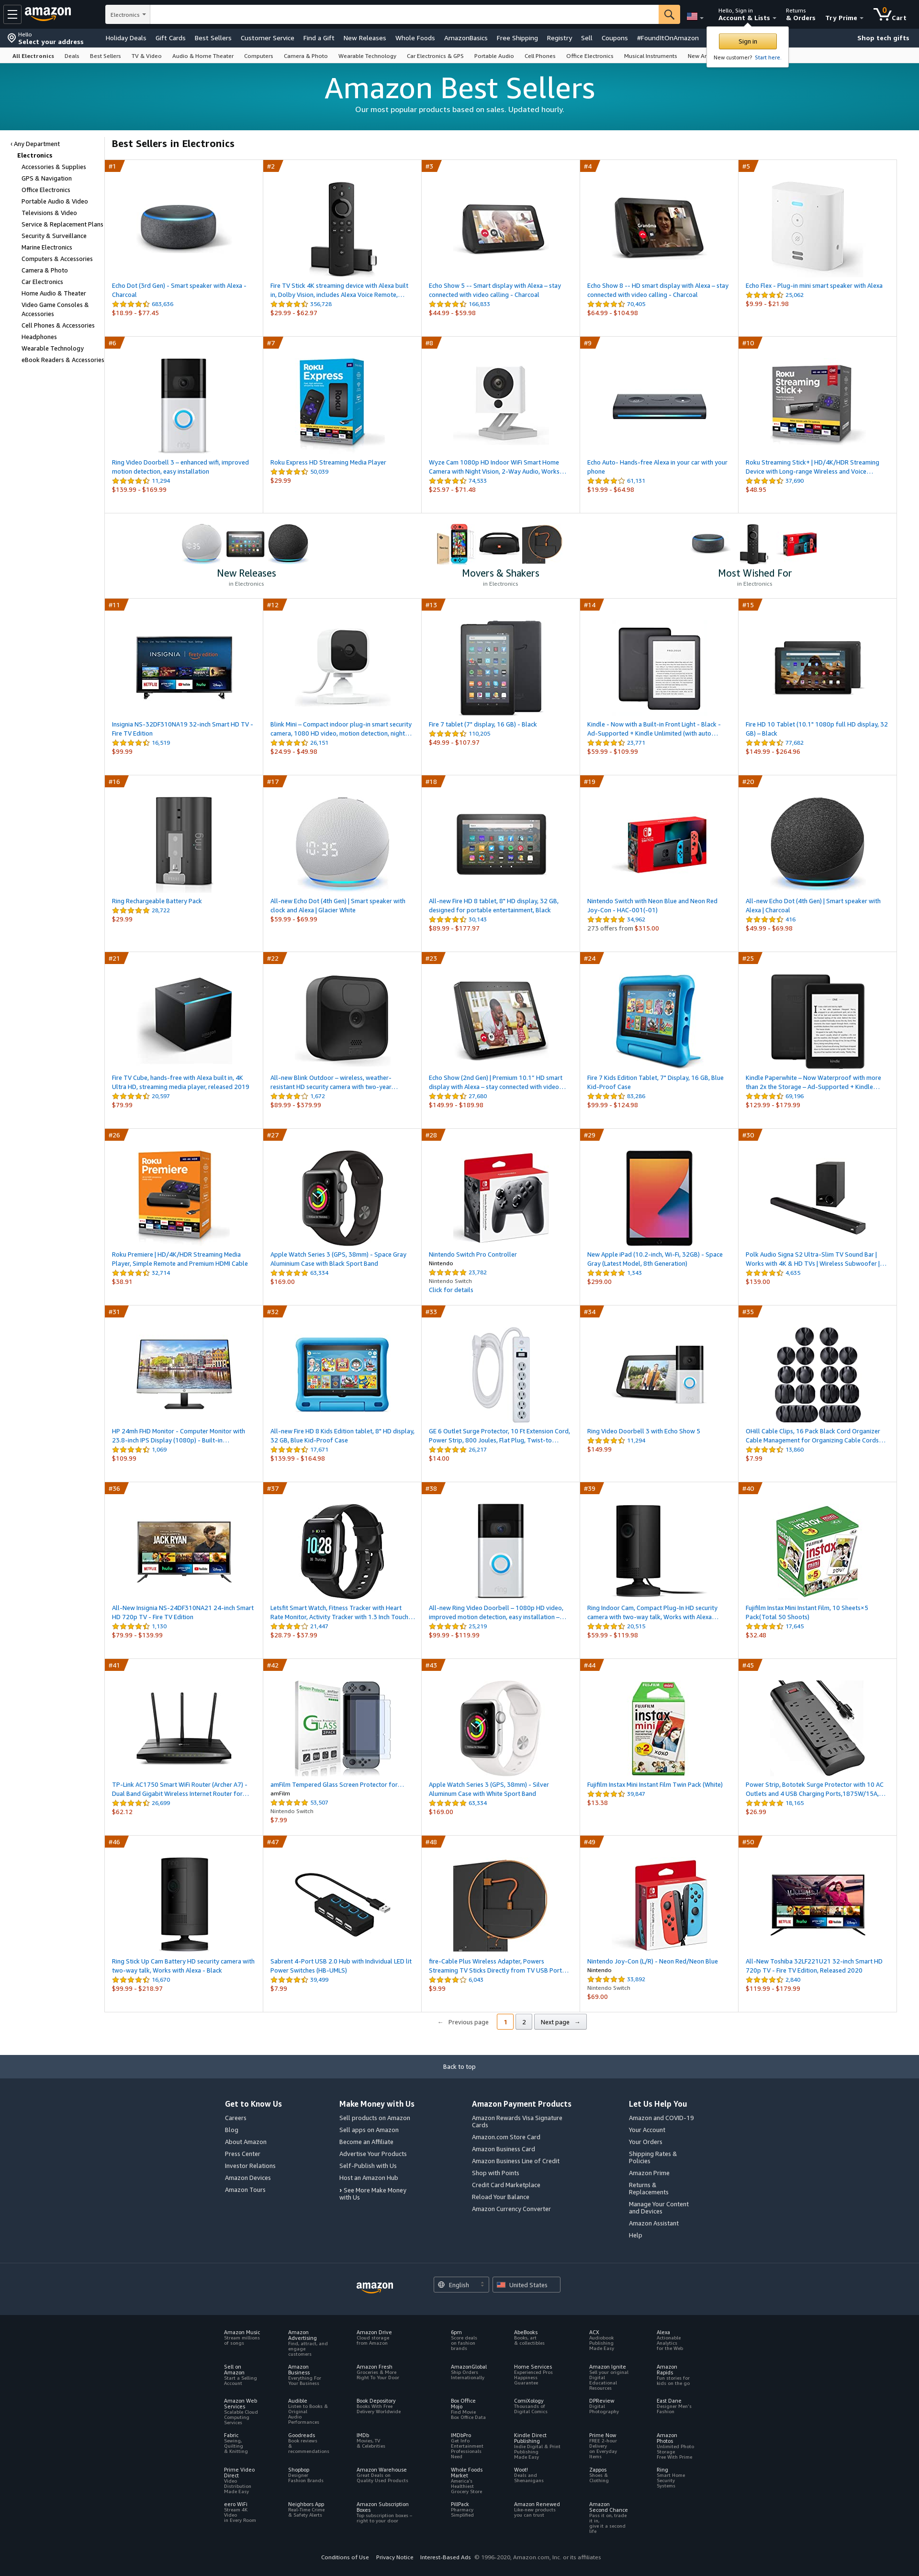 amazon
Electronics
Hello, Sign in
Account & Lists
Returns
& Orders
Try Prime
0
Cart
Hello
Select your address
Holiday Deals
Gift Cards
Best Sellers
Customer Service
Find a Gift
New Releases
Whole Foods
AmazonBasics
Free Shipping
Registry
Sell
Coupons
#FoundItOnAmazon
Shop tech gifts
Sign in
New customer? Start here.
All Electronics
Deals
Best Sellers
TV & Video
Audio & Home Theater
Computers
Camera & Photo
Wearable Technology
Car Electronics & GPS
Portable Audio
Cell Phones
Office Electronics
Musical Instruments
Amazon Best Sellers
Our most popular products based on sales. Updated hourly.
‹ Any Department
Electronics
Accessories & Supplies
GPS & Navigation
Office Electronics
Portable Audio & Video
Televisions & Video
Service & Replacement Plans
Security & Surveillance
Marine Electronics
Computers & Accessories
Camera & Photo
Car Electronics
Home Audio & Theater
Video Game Consoles &
Accessories
Cell Phones & Accessories
Headphones
Wearable Technology
eBook Readers & Accessories
Best Sellers in Electronics
#1
Echo Dot (3rd Gen) - Smart speaker with Alexa -
Charcoal
683,636
$18.99 - $77.45
#2
Fire TV Stick 4K streaming device with Alexa built
in, Dolby Vision, includes Alexa Voice Remote,…
356,728
$29.99 - $62.97
#3
Echo Show 5 -- Smart display with Alexa – stay
connected with video calling - Charcoal
166,833
$44.99 - $59.98
#4
Echo Show 8 -- HD smart display with Alexa – stay
connected with video calling - Charcoal
70,405
$64.99 - $104.98
#5
Echo Flex - Plug-in mini smart speaker with Alexa
25,062
$9.99 - $21.98
#6
Ring Video Doorbell 3 – enhanced wifi, improved
motion detection, easy installation
11,294
$139.99 - $169.99
#7
Roku Express HD Streaming Media Player
50,039
$29.99
#8
Wyze Cam 1080p HD Indoor WiFi Smart Home
Camera with Night Vision, 2-Way Audio, Works…
74,533
$25.97 - $71.48
#9
Echo Auto- Hands-free Alexa in your car with your
phone
61,131
$19.99 - $64.98
#10
Roku Streaming Stick+ | HD/4K/HDR Streaming
Device with Long-range Wireless and Voice…
37,690
$48.95
New Releases
in Electronics
Movers & Shakers
in Electronics
Most Wished For
in Electronics
#11
Insignia NS-32DF310NA19 32-inch Smart HD TV -
Fire TV Edition
16,519
$99.99
#12
Blink Mini – Compact indoor plug-in smart security
camera, 1080 HD video, motion detection, night…
26,151
$24.99 - $49.98
#13
Fire 7 tablet (7" display, 16 GB) - Black
110,205
$49.99 - $107.97
#14
Kindle - Now with a Built-in Front Light - Black -
Ad-Supported + Kindle Unlimited (with auto…
23,771
$59.99 - $109.99
#15
Fire HD 10 Tablet (10.1" 1080p full HD display, 32
GB) – Black
77,682
$149.99 - $264.96
#16
Ring Rechargeable Battery Pack
28,722
$29.99
#17
All-new Echo Dot (4th Gen) | Smart speaker with
clock and Alexa | Glacier White
$59.99 - $69.99
#18
All-new Fire HD 8 tablet, 8" HD display, 32 GB,
designed for portable entertainment, Black
30,143
$89.99 - $177.97
#19
Nintendo Switch with Neon Blue and Neon Red
Joy-Con - HAC-001(-01)
34,962
273 offers from $315.00
#20
All-new Echo Dot (4th Gen) | Smart speaker with
Alexa | Charcoal
416
$49.99 - $69.98
#21
Fire TV Cube, hands-free with Alexa built in, 4K
Ultra HD, streaming media player, released 2019
20,597
$79.99
#22
All-new Blink Outdoor – wireless, weather-
resistant HD security camera with two-year…
1,672
$89.99 - $379.99
#23
Echo Show (2nd Gen) | Premium 10.1" HD smart
display with Alexa – stay connected with video…
27,680
$149.99 - $189.98
#24
Fire 7 Kids Edition Tablet, 7" Display, 16 GB, Blue
Kid-Proof Case
83,286
$99.99 - $124.98
#25
Kindle Paperwhite – Now Waterproof with more
than 2x the Storage – Ad-Supported + Kindle…
69,196
$129.99 - $179.99
#26
Roku Premiere | HD/4K/HDR Streaming Media
Player, Simple Remote and Premium HDMI Cable
32,714
$38.91
#27
Apple Watch Series 3 (GPS, 38mm) - Space Gray
Aluminium Case with Black Sport Band
63,334
$169.00
#28
Nintendo Switch Pro Controller
Nintendo
23,782
Nintendo Switch
Click for details
#29
New Apple iPad (10.2-inch, Wi-Fi, 32GB) - Space
Gray (Latest Model, 8th Generation)
1,543
$299.00
#30
Polk Audio Signa S2 Ultra-Slim TV Sound Bar |
Works with 4K & HD TVs | Wireless Subwoofer |…
4,635
$139.00
#31
HP 24mh FHD Monitor - Computer Monitor with
23.8-inch IPS Display (1080p) - Built-in…
1,069
$109.99
#32
All-new Fire HD 8 Kids Edition tablet, 8" HD display,
32 GB, Blue Kid-Proof Case
17,671
$139.99 - $164.98
#33
GE 6 Outlet Surge Protector, 10 Ft Extension Cord,
Power Strip, 800 Joules, Flat Plug, Twist-to…
26,217
$14.00
#34
Ring Video Doorbell 3 with Echo Show 5
11,294
$149.99
#35
OHill Cable Clips, 16 Pack Black Cord Organizer
Cable Management for Organizing Cable Cords…
13,860
$7.99
#36
All-New Insignia NS-24DF310NA21 24-inch Smart
HD 720p TV - Fire TV Edition
1,130
$79.99 - $139.99
#37
Letsfit Smart Watch, Fitness Tracker with Heart
Rate Monitor, Activity Tracker with 1.3 Inch Touch…
21,447
$28.79 - $37.99
#38
All-new Ring Video Doorbell – 1080p HD video,
improved motion detection, easy installation –…
25,219
$99.99 - $119.99
#39
Ring Indoor Cam, Compact Plug-In HD security
camera with two-way talk, Works with Alexa…
20,515
$59.99 - $119.98
#40
Fujifilm Instax Mini Instant Film, 10 Sheets×5
Pack(Total 50 Shoots)
17,645
$32.48
#41
TP-Link AC1750 Smart WiFi Router (Archer A7) -
Dual Band Gigabit Wireless Internet Router for…
26,699
$62.12
#42
amFilm Tempered Glass Screen Protector for…
amFilm
53,507
Nintendo Switch
$7.99
#43
Apple Watch Series 3 (GPS, 38mm) - Silver
Aluminum Case with White Sport Band
63,334
$169.00
#44
Fujifilm Instax Mini Instant Film Twin Pack (White)
39,847
$13.38
#45
Power Strip, Bototek Surge Protector with 10 AC
Outlets and 4 USB Charging Ports,1875W/15A,…
18,165
$26.99
#46
Ring Stick Up Cam Battery HD security camera with
two-way talk, Works with Alexa - Black
16,670
$99.99 - $218.97
#47
Sabrent 4-Port USB 2.0 Hub with Individual LED lit
Power Switches (HB-UMLS)
39,499
$7.99
#48
fire-Cable Plus Wireless Adapter, Powers
Streaming TV Sticks Directly from TV USB Port…
6,043
$9.99
#49
Nintendo Joy-Con (L/R) - Neon Red/Neon Blue
Nintendo
33,892
Nintendo Switch
$69.00
#50
All-New Toshiba 32LF221U21 32-inch Smart HD
720p TV - Fire TV Edition, Released 2020
2,840
$119.99 - $179.99
← Previous page
1
2
Next page →
Back to top
Get to Know Us
Careers
Blog
About Amazon
Press Center
Investor Relations
Amazon Devices
Amazon Tours
Make Money with Us
Sell products on Amazon
Sell apps on Amazon
Become an Affiliate
Advertise Your Products
Self-Publish with Us
Host an Amazon Hub
› See More Make Money
with Us
Amazon Payment Products
Amazon Rewards Visa Signature
Cards
Amazon.com Store Card
Amazon Business Card
Amazon Business Line of Credit
Shop with Points
Credit Card Marketplace
Reload Your Balance
Amazon Currency Converter
Let Us Help You
Amazon and COVID-19
Your Account
Your Orders
Shipping Rates &
Policies
Amazon Prime
Returns &
Replacements
Manage Your Content
and Devices
Amazon Assistant
Help
amazon
English
United States
Amazon Music
Stream millions
of songs
Amazon
Advertising
Find, attract, and
engage
customers
Amazon Drive
Cloud storage
from Amazon
6pm
Score deals
on fashion
brands
AbeBooks
Books, art
& collectibles
ACX
Audiobook
Publishing
Made Easy
Alexa
Actionable
Analytics
for the Web
Sell on
Amazon
Start a Selling
Account
Amazon
Business
Everything For
Your Business
Amazon Fresh
Groceries & More
Right To Your Door
AmazonGlobal
Ship Orders
Internationally
Home Services
Experienced Pros
Happiness
Guarantee
Amazon Ignite
Sell your original
Digital
Educational
Resources
Amazon
Rapids
Fun stories for
kids on the go
Amazon Web
Services
Scalable Cloud
Computing
Services
Audible
Listen to Books &
Original
Audio
Performances
Book Depository
Books With Free
Delivery Worldwide
Box Office
Mojo
Find Movie
Box Office Data
ComiXology
Thousands of
Digital Comics
DPReview
Digital
Photography
East Dane
Designer Men's
Fashion
Fabric
Sewing,
Quilting
& Knitting
Goodreads
Book reviews
&
recommendations
IMDb
Movies, TV
& Celebrities
IMDbPro
Get Info
Entertainment
Professionals
Need
Kindle Direct
Publishing
Indie Digital & Print
Publishing
Made Easy
Prime Now
FREE 2-hour
Delivery
on Everyday
Items
Amazon
Photos
Unlimited Photo
Storage
Free With Prime
Prime Video
Direct
Video
Distribution
Made Easy
Shopbop
Designer
Fashion Brands
Amazon Warehouse
Great Deals on
Quality Used Products
Whole Foods
Market
America's
Healthiest
Grocery Store
Woot!
Deals and
Shenanigans
Zappos
Shoes &
Clothing
Ring
Smart Home
Security
Systems
eero WiFi
Stream 4K
Video
in Every Room
Neighbors App
Real-Time Crime
& Safety Alerts
Amazon Subscription
Boxes
Top subscription boxes –
right to your door
PillPack
Pharmacy
Simplified
Amazon Renewed
Like-new products
you can trust
Amazon
Second Chance
Pass it on, trade
it in,
give it a second
life
Conditions of Use
Privacy Notice
Interest-Based Ads
© 1996-2020, Amazon.com, Inc. or its affiliates